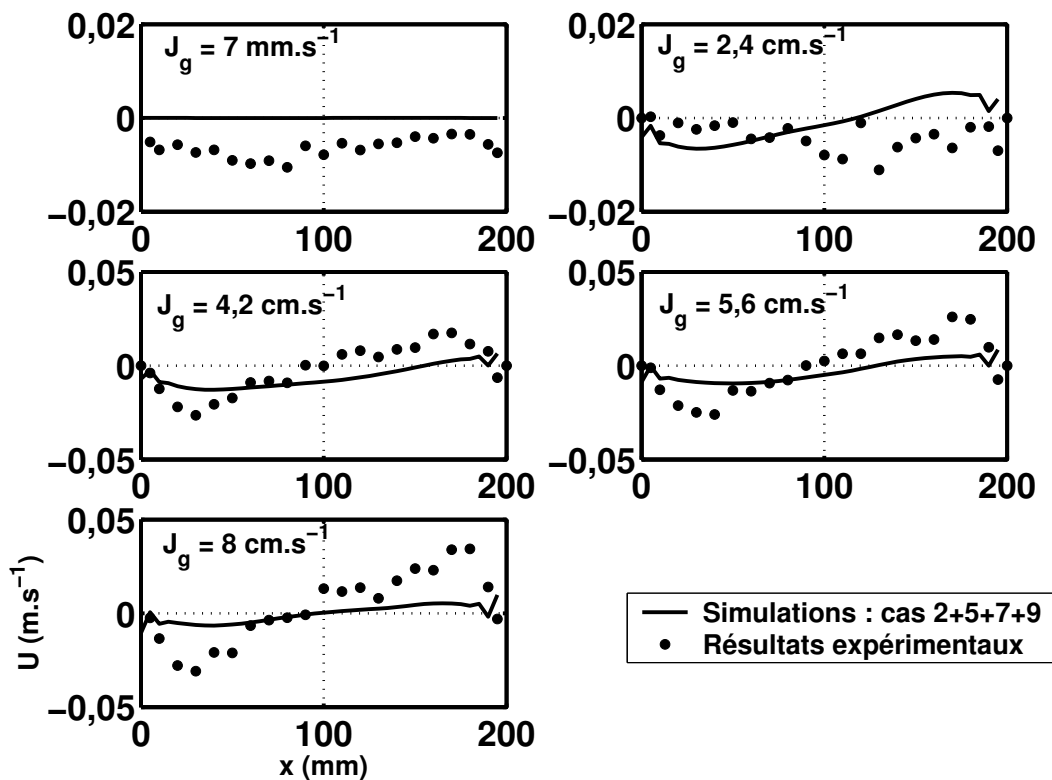 0,02
J_g = 7 mm.s⁻¹
0
−0,02
0 100 200
0,02
J_g = 2,4 cm.s⁻¹
0
−0,02
0 100 200
0,05
J_g = 4,2 cm.s⁻¹
0
−0,05
0 100 200
0,05
J_g = 5,6 cm.s⁻¹
0
−0,05
0 100 200
0,05
J_g = 8 cm.s⁻¹
0
−0,05
0 100 200
U (m.s⁻¹)
x (mm)
Simulations : cas 2+5+7+9
Résultats expérimentaux